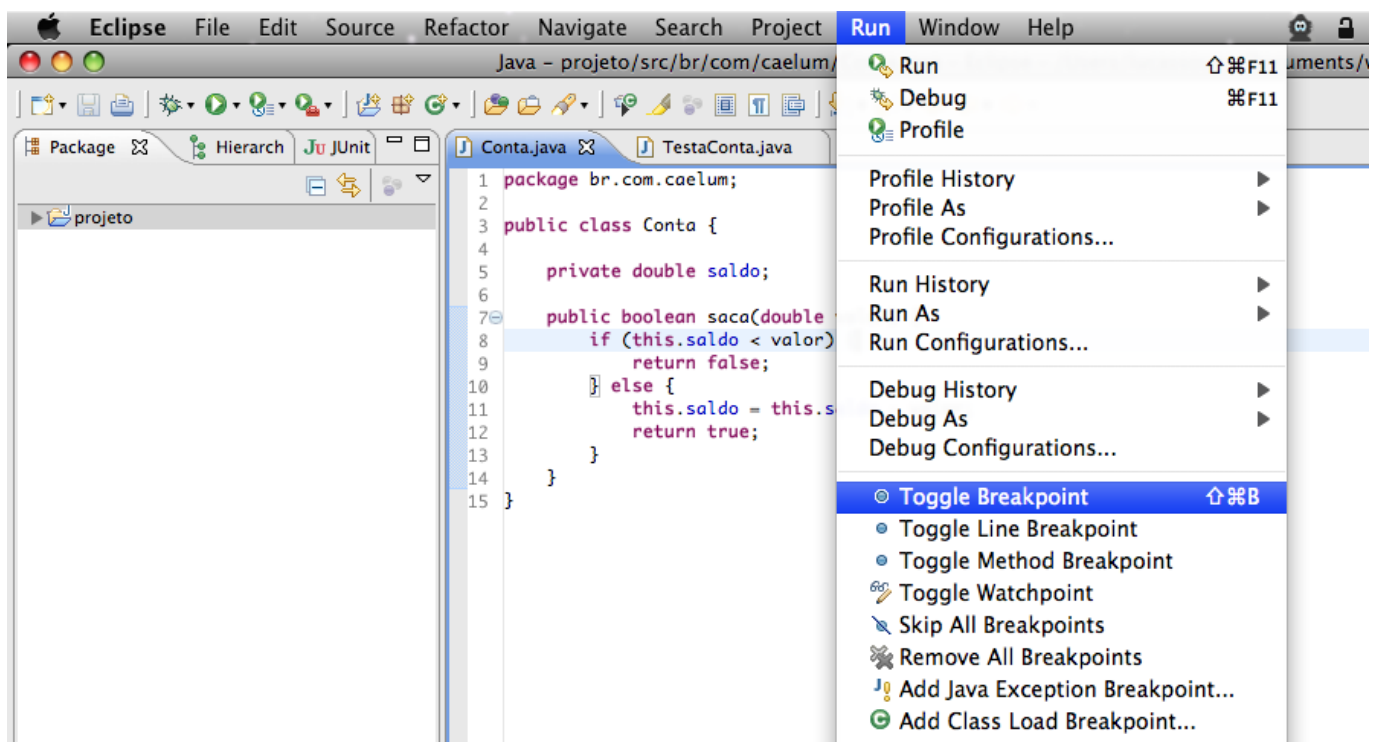 Eclipse File Edit Source Refactor Navigate Search Project Run Window Help
Java – projeto/src/br/com/caelum/
uments/
Package Hierarch JUnit
projeto
Conta.java TestaConta.java
1 package br.com.caelum;
2
3 public class Conta {
4
5 private double saldo;
6
7 public boolean saca(double
8 if (this.saldo < valor)
9 return false;
10 } else {
11 this.saldo = this.s
12 return true;
13 }
14 }
15 }
Run ⇧⌘F11
Debug ⌘F11
Profile
Profile History
Profile As
Profile Configurations...
Run History
Run As
Run Configurations...
Debug History
Debug As
Debug Configurations...
Toggle Breakpoint ⇧⌘B
Toggle Line Breakpoint
Toggle Method Breakpoint
Toggle Watchpoint
Skip All Breakpoints
Remove All Breakpoints
Add Java Exception Breakpoint...
Add Class Load Breakpoint...